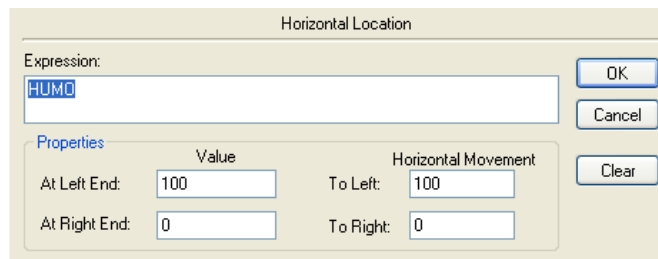 Horizontal Location
Expression:
HUMO
OK
Cancel
Clear
Properties
Value
Horizontal Movement
At Left End: 100 To Left: 100
At Right End: 0 To Right: 0